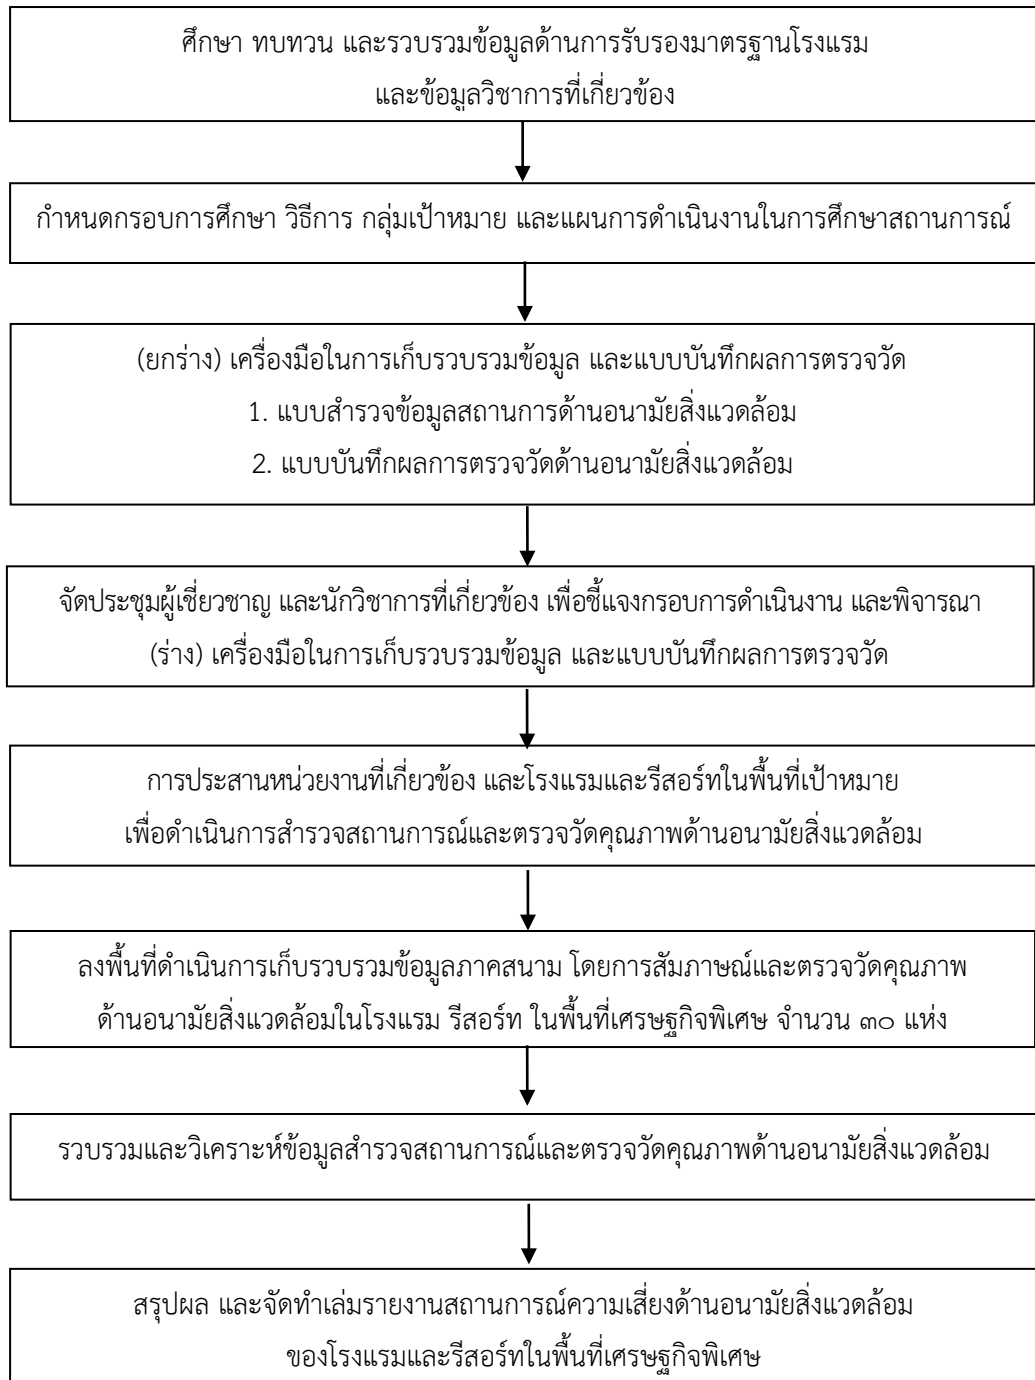 ศึกษา ทบทวน และรวบรวมข้อมูลด้านการรับรองมาตรฐานโรงแรม
และข้อมูลวิชาการที่เกี่ยวข้อง
กำหนดกรอบการศึกษา วิธีการ กลุ่มเป้าหมาย และแผนการดำเนินงานในการศึกษาสถานการณ์
(ยกร่าง) เครื่องมือในการเก็บรวบรวมข้อมูล และแบบบันทึกผลการตรวจวัด
1. แบบสำรวจข้อมูลสถานการด้านอนามัยสิ่งแวดล้อม
2. แบบบันทึกผลการตรวจวัดด้านอนามัยสิ่งแวดล้อม
จัดประชุมผู้เชี่ยวชาญ และนักวิชาการที่เกี่ยวข้อง เพื่อชี้แจงกรอบการดำเนินงาน และพิจารณา
(ร่าง) เครื่องมือในการเก็บรวบรวมข้อมูล และแบบบันทึกผลการตรวจวัด
การประสานหน่วยงานที่เกี่ยวข้อง และโรงแรมและรีสอร์ทในพื้นที่เป้าหมาย
เพื่อดำเนินการสำรวจสถานการณ์และตรวจวัดคุณภาพด้านอนามัยสิ่งแวดล้อม
ลงพื้นที่ดำเนินการเก็บรวบรวมข้อมูลภาคสนาม โดยการสัมภาษณ์และตรวจวัดคุณภาพ
ด้านอนามัยสิ่งแวดล้อมในโรงแรม รีสอร์ท ในพื้นที่เศรษฐกิจพิเศษ จำนวน ๓๐ แห่ง
รวบรวมและวิเคราะห์ข้อมูลสำรวจสถานการณ์และตรวจวัดคุณภาพด้านอนามัยสิ่งแวดล้อม
สรุปผล และจัดทำเล่มรายงานสถานการณ์ความเสี่ยงด้านอนามัยสิ่งแวดล้อม
ของโรงแรมและรีสอร์ทในพื้นที่เศรษฐกิจพิเศษ